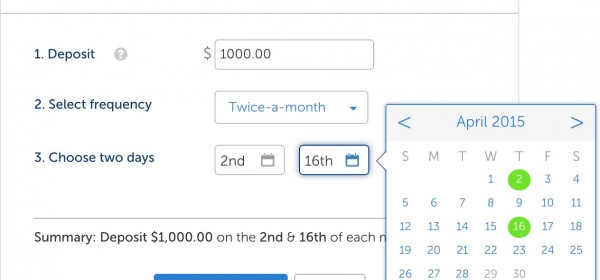 1. Deposit ? $ 1000.00
2. Select frequency Twice-a-month
3. Choose two days 2nd 16th
Summary: Deposit $1,000.00 on the 2nd & 16th of each
< April 2015 >
S M T W T F S
1 2 3 4
5 6 7 8 9 10 11
12 13 14 15 16 17 18
19 20 21 22 23 24 25
26 27 28 29 30